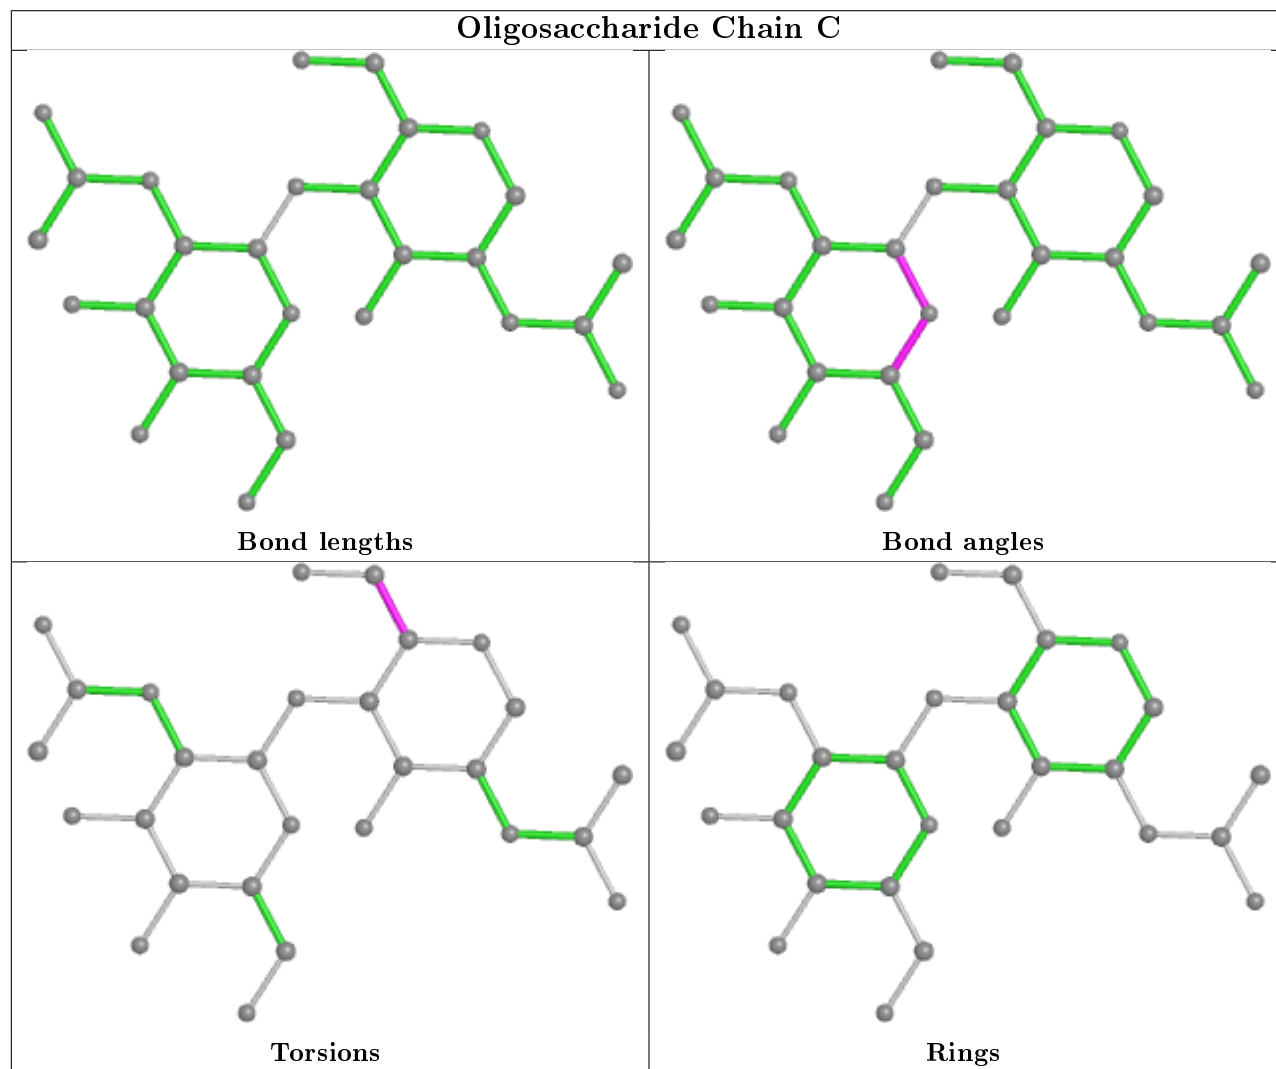 Oligosaccharide Chain C
Bond lengths
Bond angles
Torsions
Rings